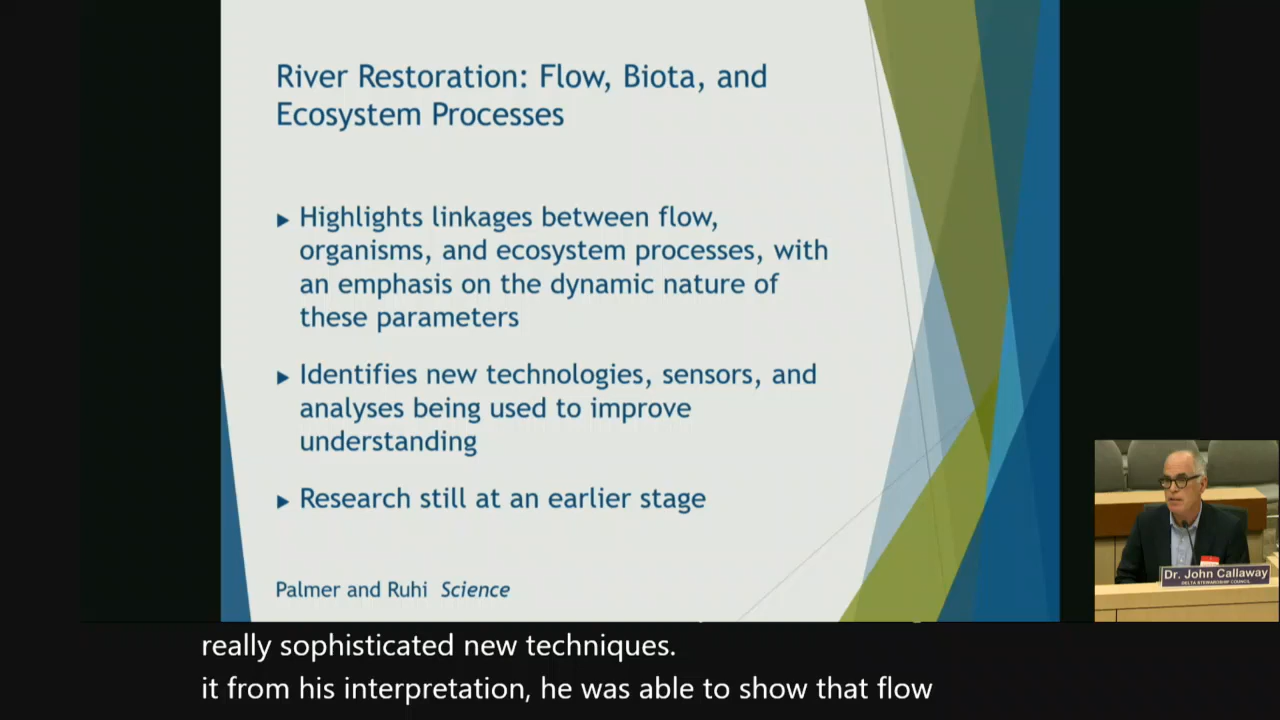 River Restoration: Flow, Biota, and
Ecosystem Processes
Highlights linkages between flow,
organisms, and ecosystem processes, with
an emphasis on the dynamic nature of
these parameters
Identifies new technologies, sensors, and
analyses being used to improve
understanding
Research still at an earlier stage
Palmer and Ruhi Science
Dr. John Callaway
DELTA STEWARDSHIP COUNCIL
really sophisticated new techniques.
it from his interpretation, he was able to show that flow